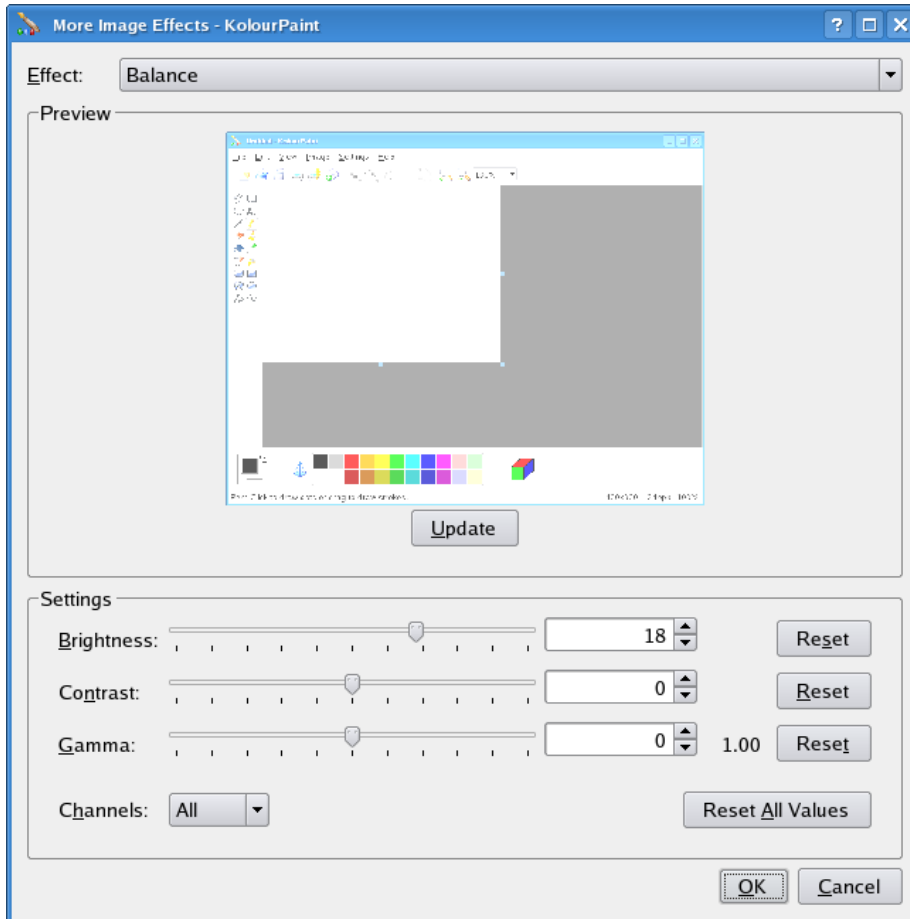 More Image Effects - KolourPaint
Effect: Balance
Preview
Update
Settings
Brightness: 18 Reset
Contrast: 0 Reset
Gamma: 0 1.00 Reset
Channels: All Reset All Values
OK Cancel